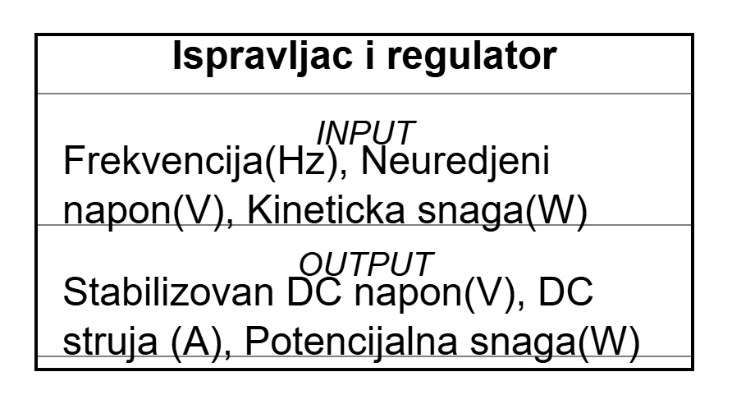 Ispravljac i regulator
INPUT
Frekvencija(Hz), Neuredjeni
napon(V), Kineticka snaga(W)
OUTPUT
Stabilizovan DC napon(V), DC
struja (A), Potencijalna snaga(W)